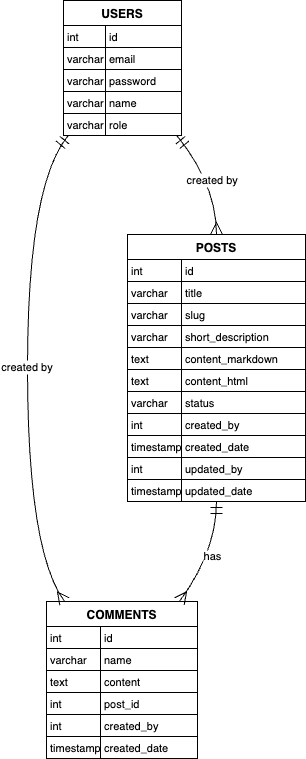 USERS
int id
varchar email
varchar password
varchar name
varchar role
created by
POSTS
int id
varchar title
varchar slug
varchar short_description
text content_markdown
text content_html
varchar status
int created_by
timestamp created_date
int updated_by
timestamp updated_date
created by
has
COMMENTS
int id
varchar name
text content
int post_id
int created_by
timestamp created_date